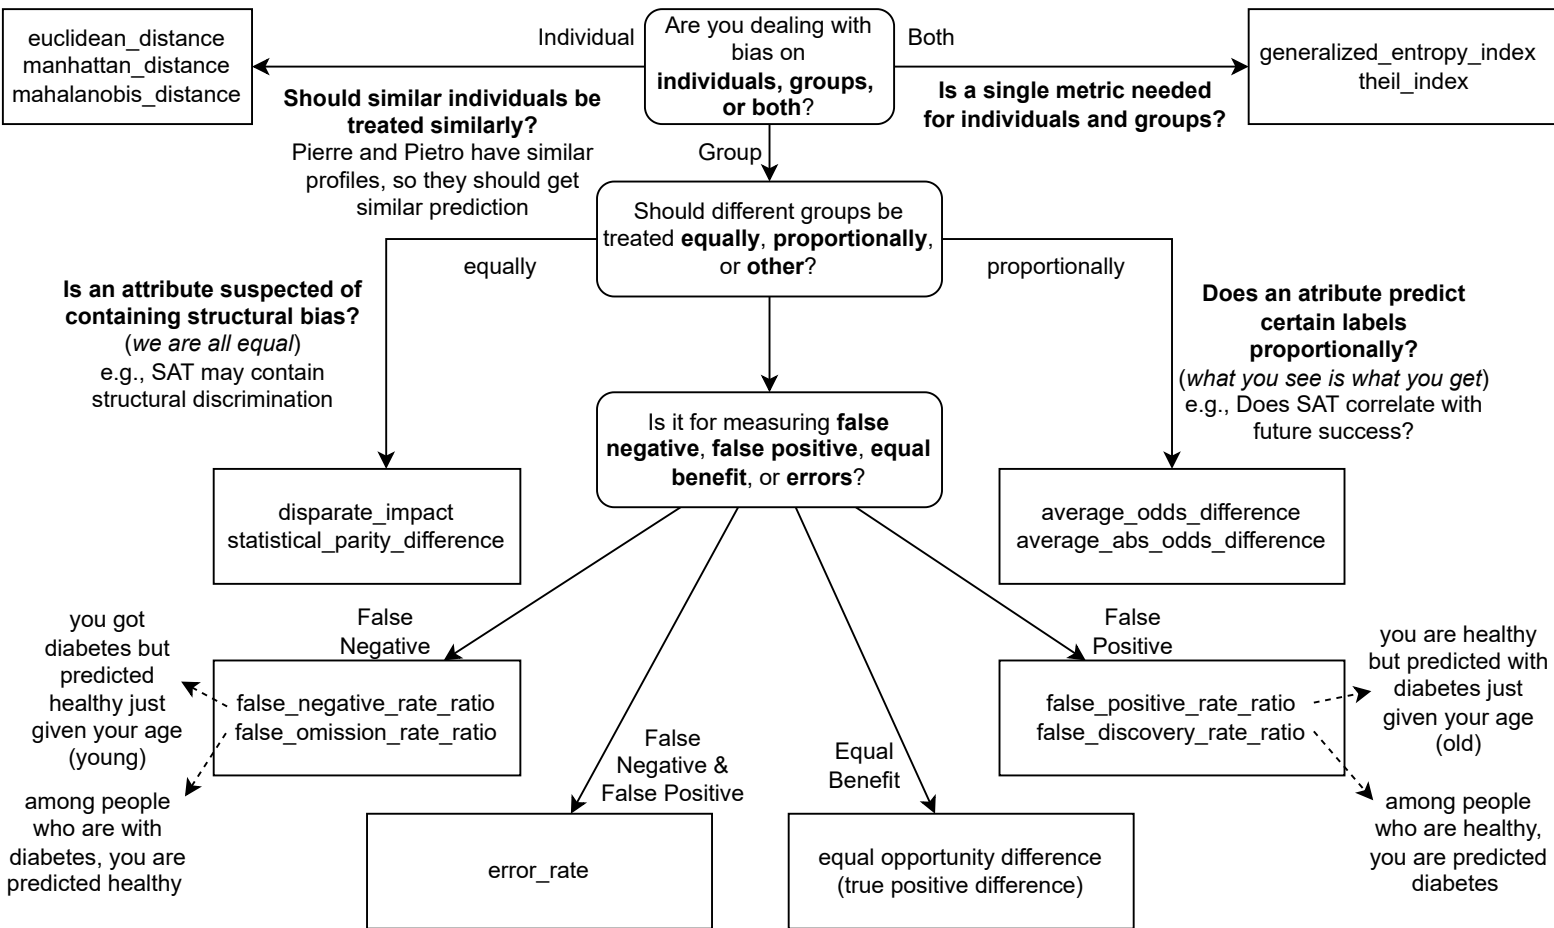 euclidean_distance
manhattan_distance
mahalanobis_distance
Individual
Are you dealing with
bias on
individuals, groups,
or both?
Both
generalized_entropy_index
theil_index
Should similar individuals be
treated similarly?
Pierre and Pietro have similar
profiles, so they should get
similar prediction
Is a single metric needed
for individuals and groups?
Group
Should different groups be
treated equally, proportionally,
or other?
equally
proportionally
Is an attribute suspected of
containing structural bias?
(we are all equal)
e.g., SAT may contain
structural discrimination
Does an atribute predict
certain labels
proportionally?
(what you see is what you get)
e.g., Does SAT correlate with
future success?
Is it for measuring false
negative, false positive, equal
benefit, or errors?
disparate_impact
statistical_parity_difference
average_odds_difference
average_abs_odds_difference
False
Negative
False
Positive
you got
diabetes but
predicted
healthy just
given your age
(young)
false_negative_rate_ratio
false_omission_rate_ratio
false_positive_rate_ratio
false_discovery_rate_ratio
you are healthy
but predicted with
diabetes just
given your age
(old)
False
Negative &
False Positive
Equal
Benefit
among people
who are with
diabetes, you are
predicted healthy
error_rate
equal opportunity difference
(true positive difference)
among people
who are healthy,
you are predicted
diabetes